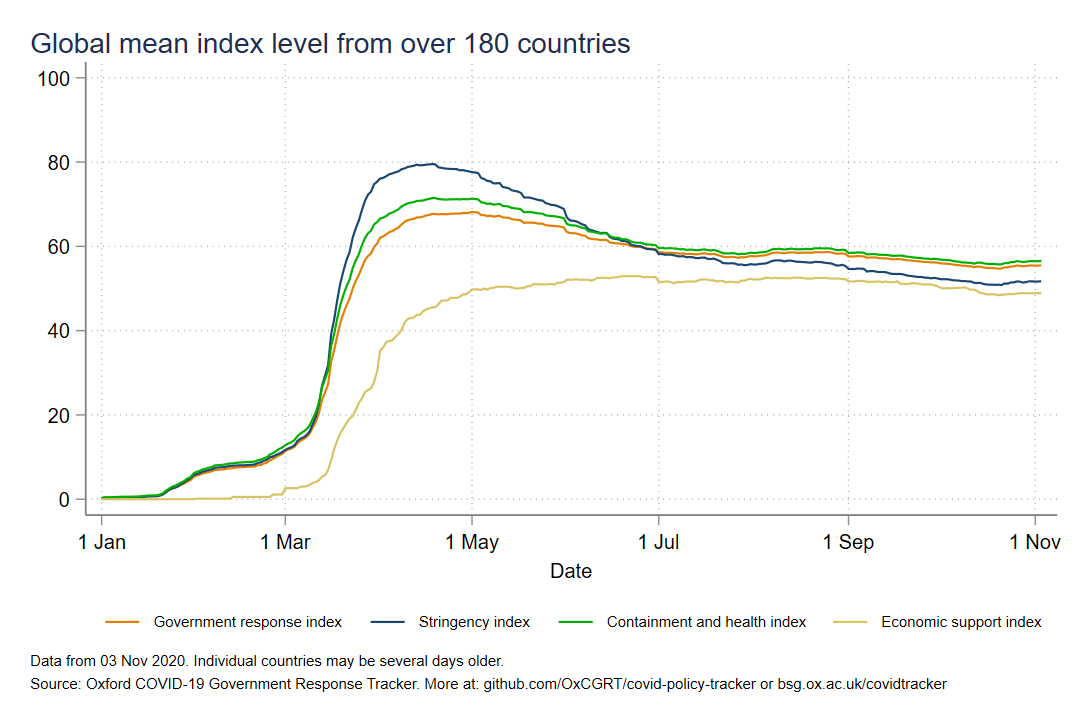 Global mean index level from over 180 countries
100
80
60
40
20
0
1 Jan 1 Mar 1 May 1 Jul 1 Sep 1 Nov
Date
Government response index Stringency index Containment and health index Economic support index
Data from 03 Nov 2020. Individual countries may be several days older.
Source: Oxford COVID-19 Government Response Tracker. More at: github.com/OxCGRT/covid-policy-tracker or bsg.ox.ac.uk/covidtracker